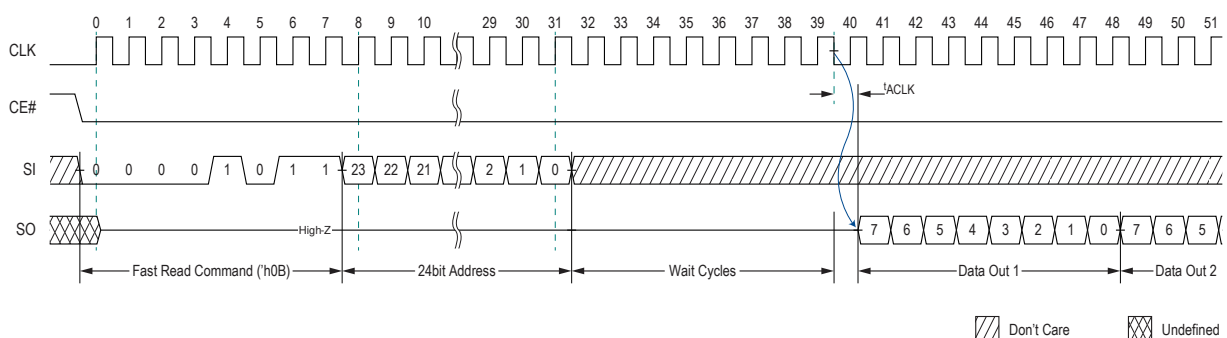 0 1 2 3 4 5 6 7 8 9 10 29 30 31 32 33 34 35 36 37 38 39 40 41 42 43 44 45 46 47 48 49 50 51
CLK
tACLK
CE#
SI 0 0 0 0 1 0 1 1 23 22 21 2 1 0
SO High-Z 7 6 5 4 3 2 1 0 7 6 5
Fast Read Command ('h0B) 24bit Address Wait Cycles Data Out 1 Data Out 2
Don't Care Undefined